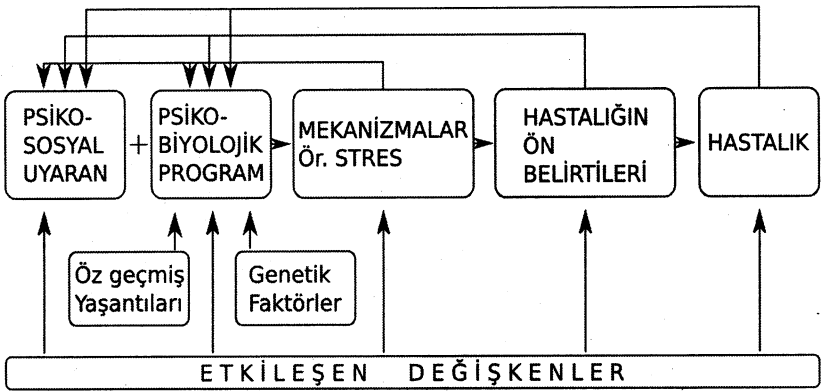 PSİKO-
SOSYAL
UYARAN
+
PSİKO-
BİYOLOJİK
PROGRAM
MEKANİZMALAR
Ör. STRES
HASTALIĞIN
ÖN
BELİRTİLERİ
HASTALIK
Öz geçmiş
Yaşantıları
Genetik
Faktörler
ETKİLEŞEN DEĞİŞKENLER